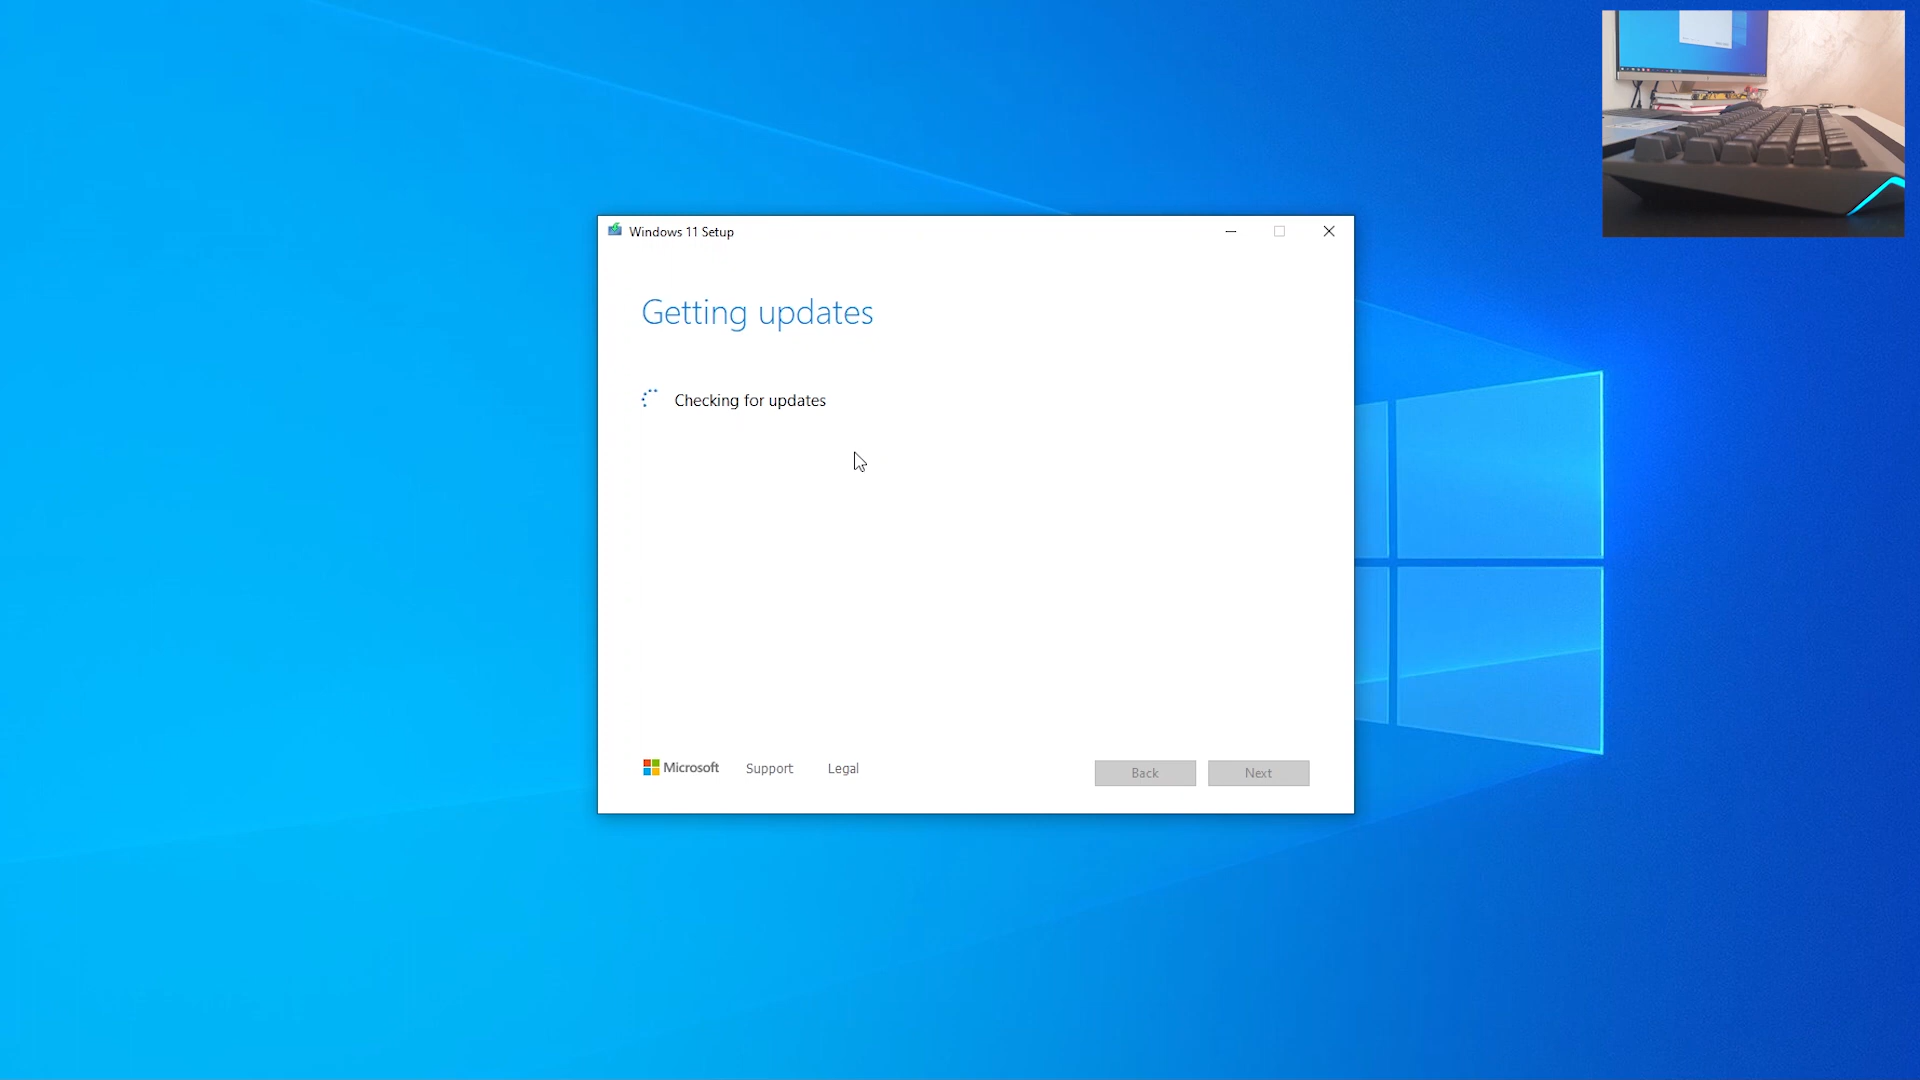 Windows 11 Setup
Getting updates
Checking for updates
Microsoft
Support
Legal
Back
Next